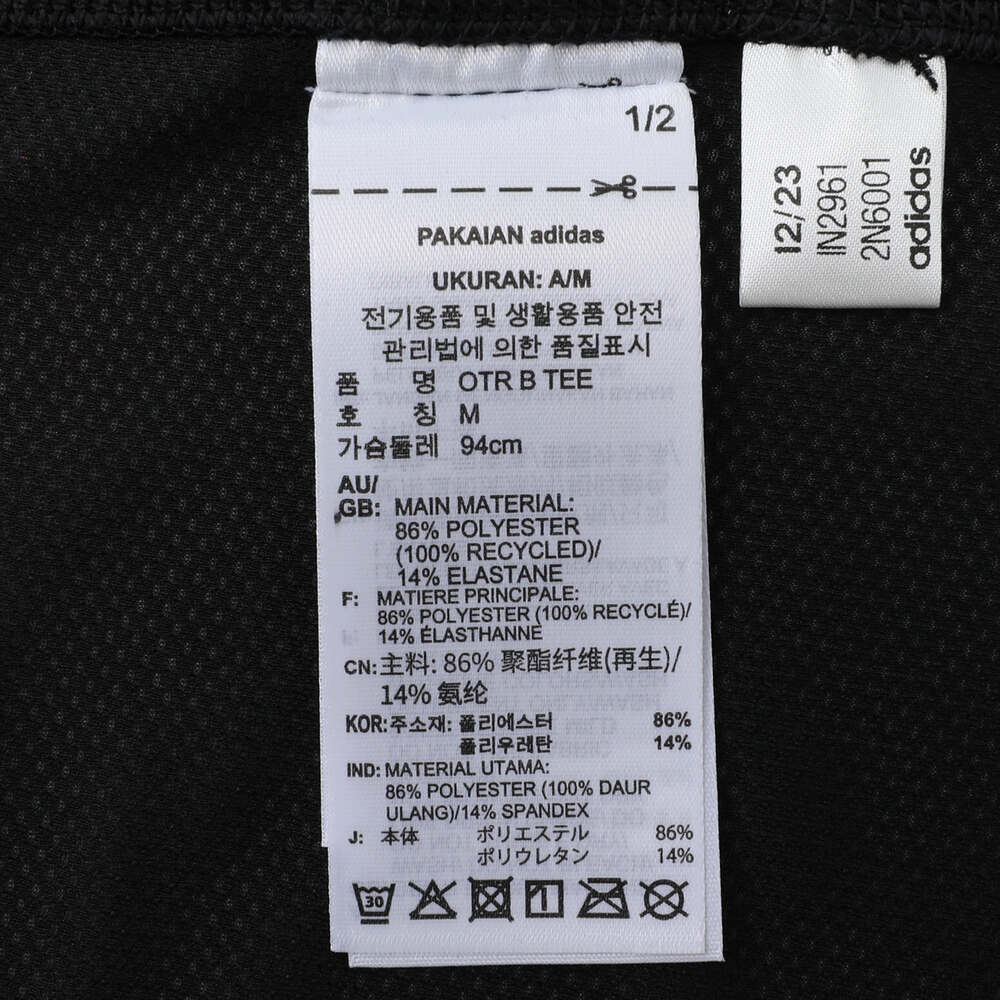 1/2
PAKAIAN adidas
UKURAN: A/M
전기용품 및 생활용품 안전
관리법에 의한 품질표시
품 명 OTR B TEE
호 칭 M
가슴둘레 94cm
AU/
GB: MAIN MATERIAL:
86% POLYESTER
(100% RECYCLED)/
14% ELASTANE
F: MATIERE PRINCIPALE:
86% POLYESTER (100% RECYCLÉ)/
14% ÉLASTHANNE
CN: 主料: 86% 聚酯纤维(再生)/
14% 氨纶
KOR: 주소재: 폴리에스터 86%
폴리우레탄 14%
IND: MATERIAL UTAMA:
86% POLYESTER (100% DAUR
ULANG)/14% SPANDEX
J: 本体 ポリエステル 86%
ポリウレタン 14%
30
12/23
IN2961
2N6001
adidas